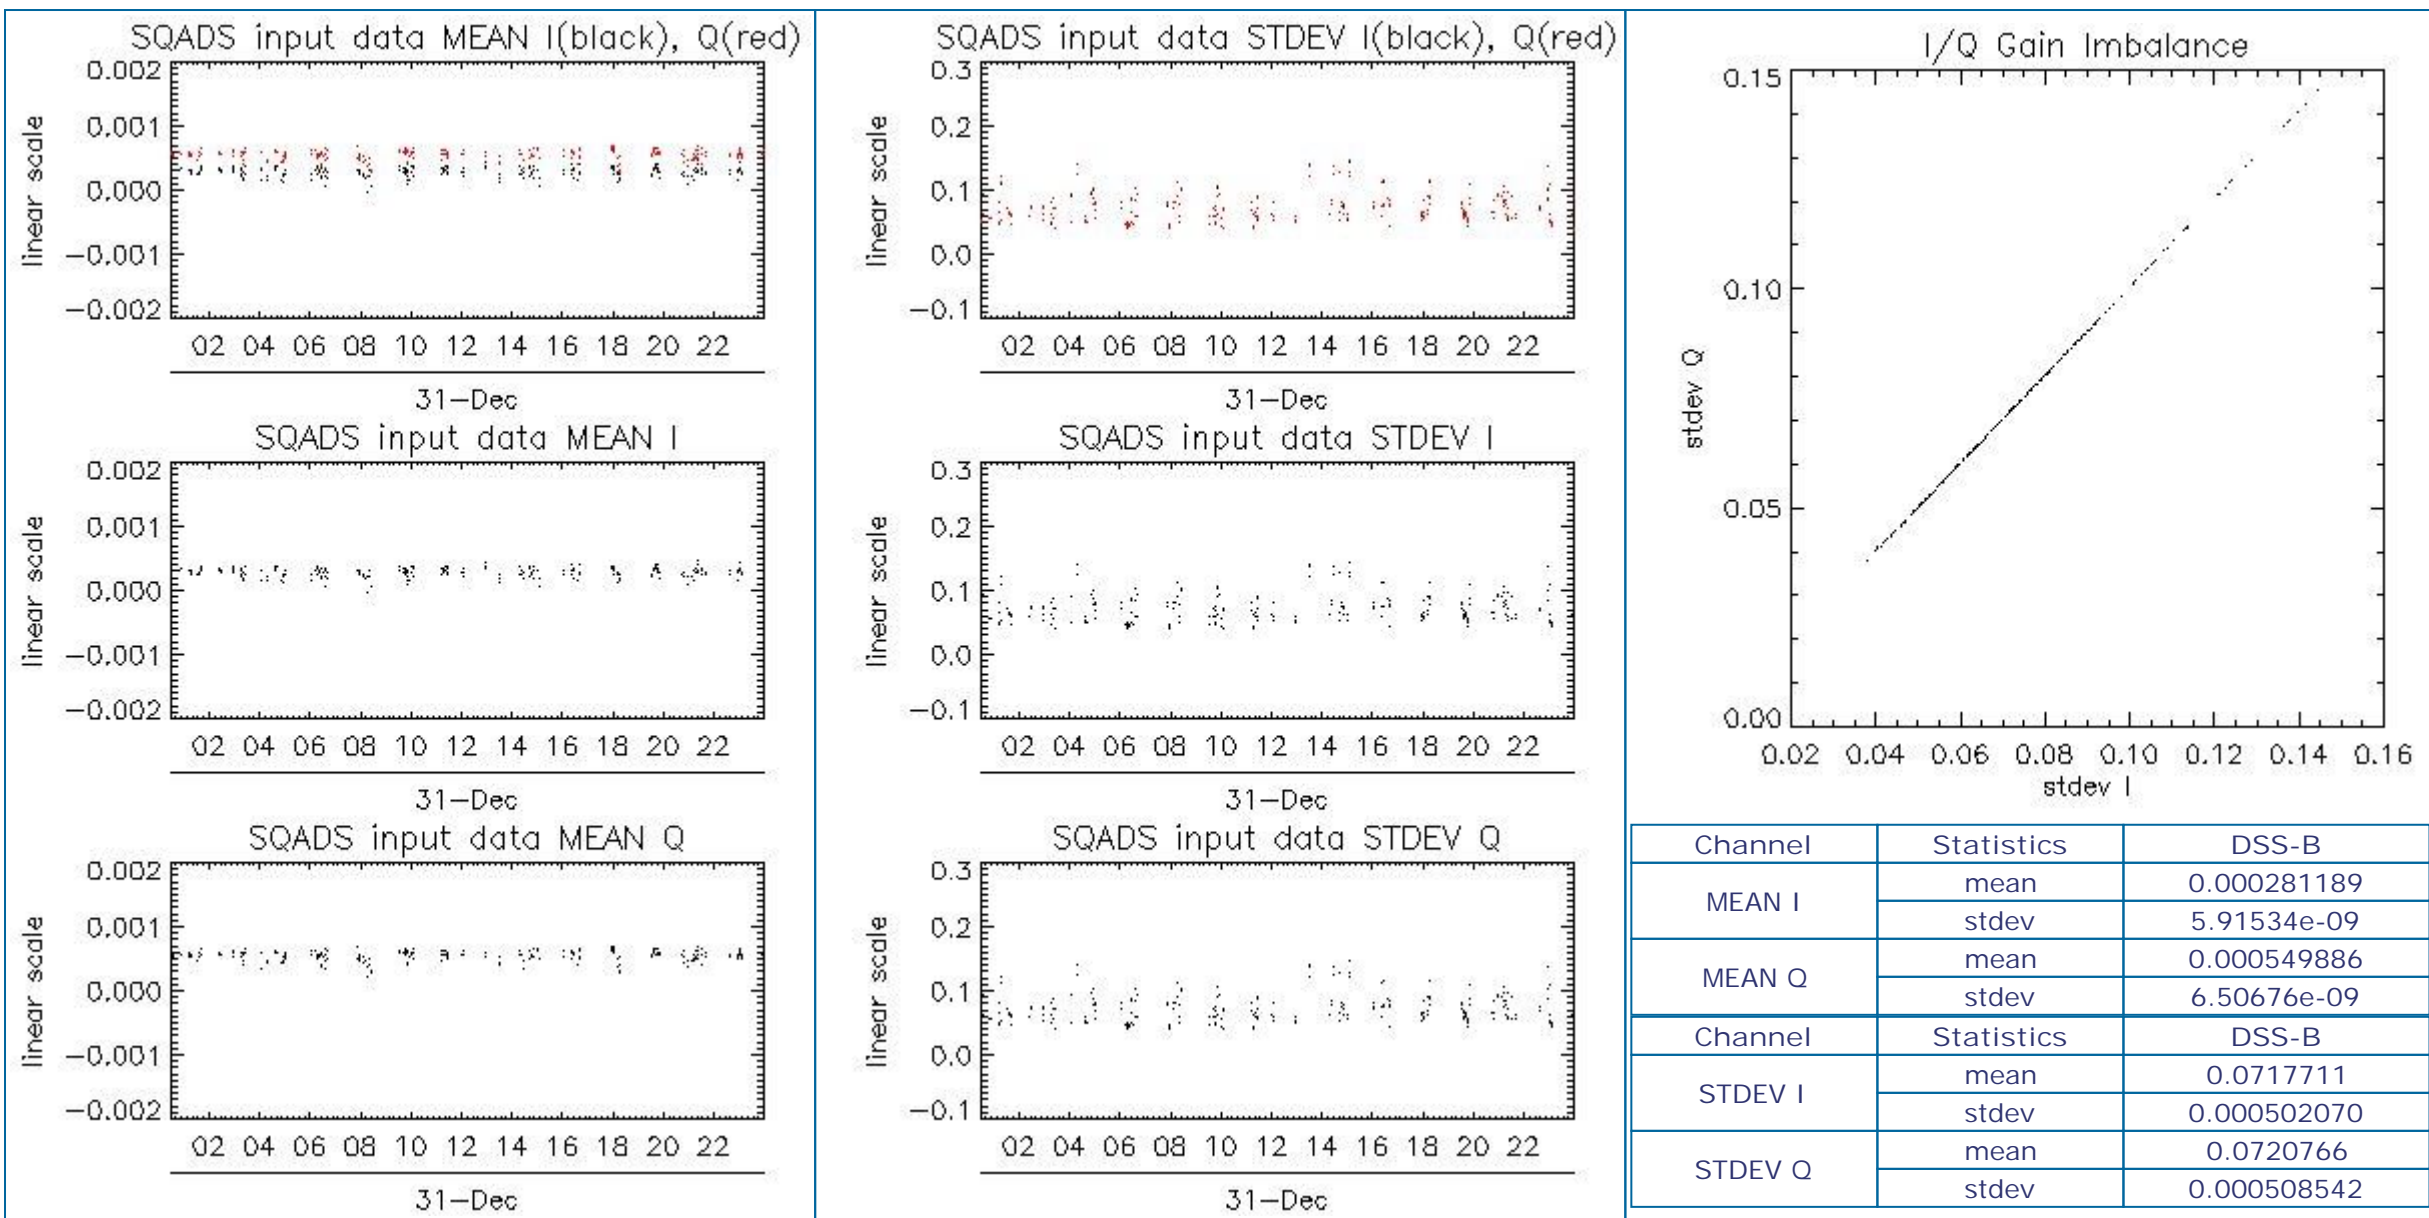 SQADS input data MEAN I(black), Q(red)
0.002
0.001
0.000
-0.001
-0.002
linear scale
02 04 06 08 10 12 14 16 18 20 22
31-Dec
SQADS input data MEAN I
0.002
0.001
0.000
-0.001
-0.002
linear scale
02 04 06 08 10 12 14 16 18 20 22
31-Dec
SQADS input data MEAN Q
0.002
0.001
0.000
-0.001
-0.002
linear scale
02 04 06 08 10 12 14 16 18 20 22
31-Dec
SQADS input data STDEV I(black), Q(red)
0.3
0.2
0.1
0.0
-0.1
linear scale
02 04 06 08 10 12 14 16 18 20 22
31-Dec
SQADS input data STDEV I
0.3
0.2
0.1
0.0
-0.1
linear scale
02 04 06 08 10 12 14 16 18 20 22
31-Dec
SQADS input data STDEV Q
0.3
0.2
0.1
0.0
-0.1
linear scale
02 04 06 08 10 12 14 16 18 20 22
31-Dec
I/Q Gain Imbalance
0.15
0.10
0.05
0.00
stdev Q
0.02 0.04 0.06 0.08 0.10 0.12 0.14 0.16
stdev I
Channel Statistics DSS-B
MEAN I mean 0.000281189
stdev 5.91534e-09
MEAN Q mean 0.000549886
stdev 6.50676e-09
Channel Statistics DSS-B
STDEV I mean 0.0717711
stdev 0.000502070
STDEV Q mean 0.0720766
stdev 0.000508542